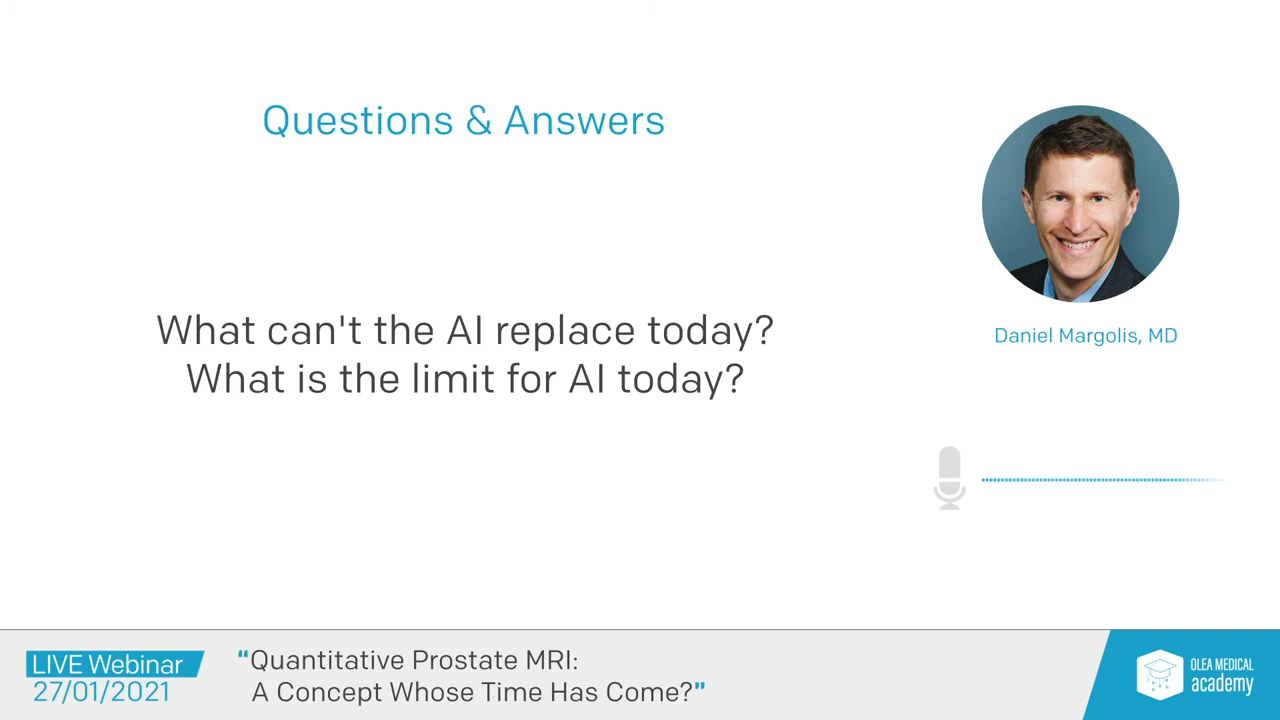 Questions & Answers
What can't the AI replace today?
What is the limit for AI today?
Daniel Margolis, MD
LIVE Webinar
27/01/2021
“Quantitative Prostate MRI:
A Concept Whose Time Has Come?”
OLEA MEDICAL
academy